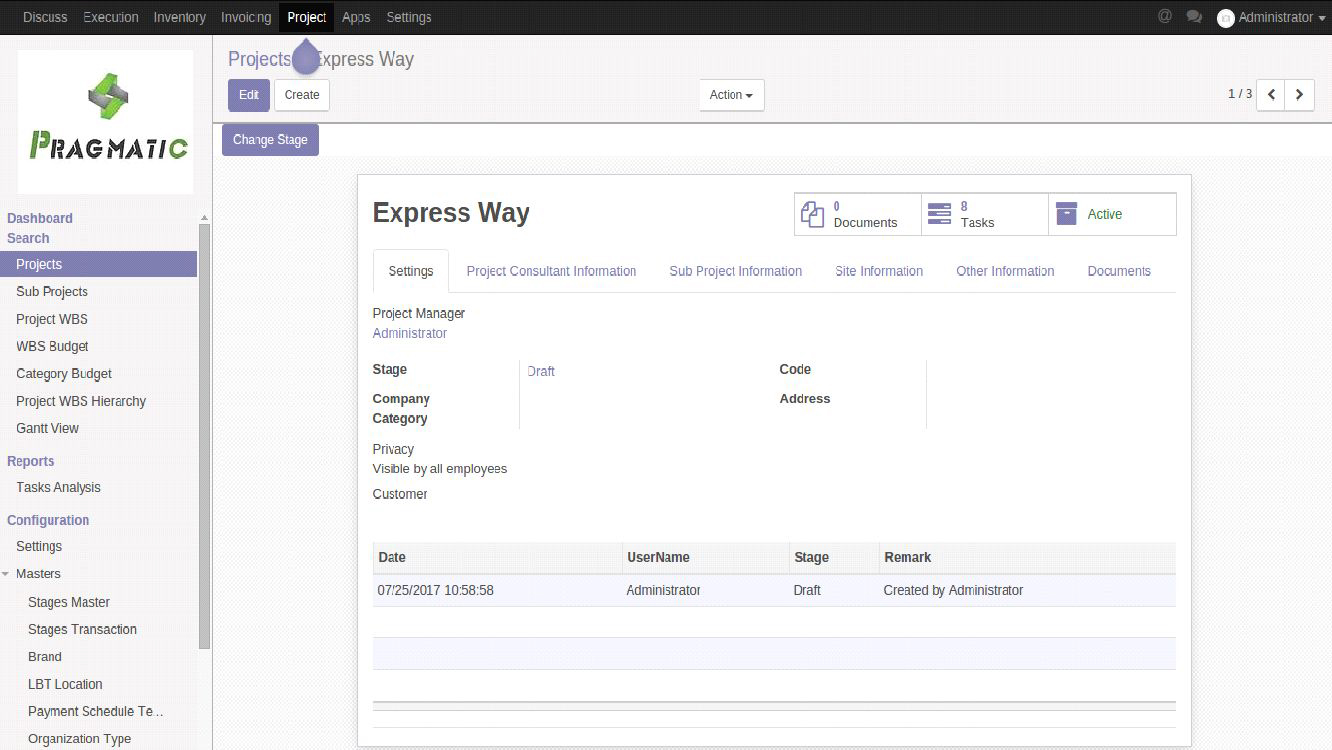 Discuss Execution Inventory Invoicing Project Apps Settings @ Administrator
Projects Express Way
Edit Create Action 1 / 3
Change Stage
PRAGMATIC
Dashboard
Search
Projects
Sub Projects
Project WBS
WBS Budget
Category Budget
Project WBS Hierarchy
Gantt View
Reports
Tasks Analysis
Configuration
Settings
Masters
Stages Master
Stages Transaction
Brand
LBT Location
Payment Schedule Te...
Organization Type
Express Way
0
Documents
8
Tasks
Active
Settings Project Consultant Information Sub Project Information Site Information Other Information Documents
Project Manager
Administrator
Stage Draft Code
Company Address
Category
Privacy
Visible by all employees
Customer
Date UserName Stage Remark
07/25/2017 10:58:58 Administrator Draft Created by Administrator